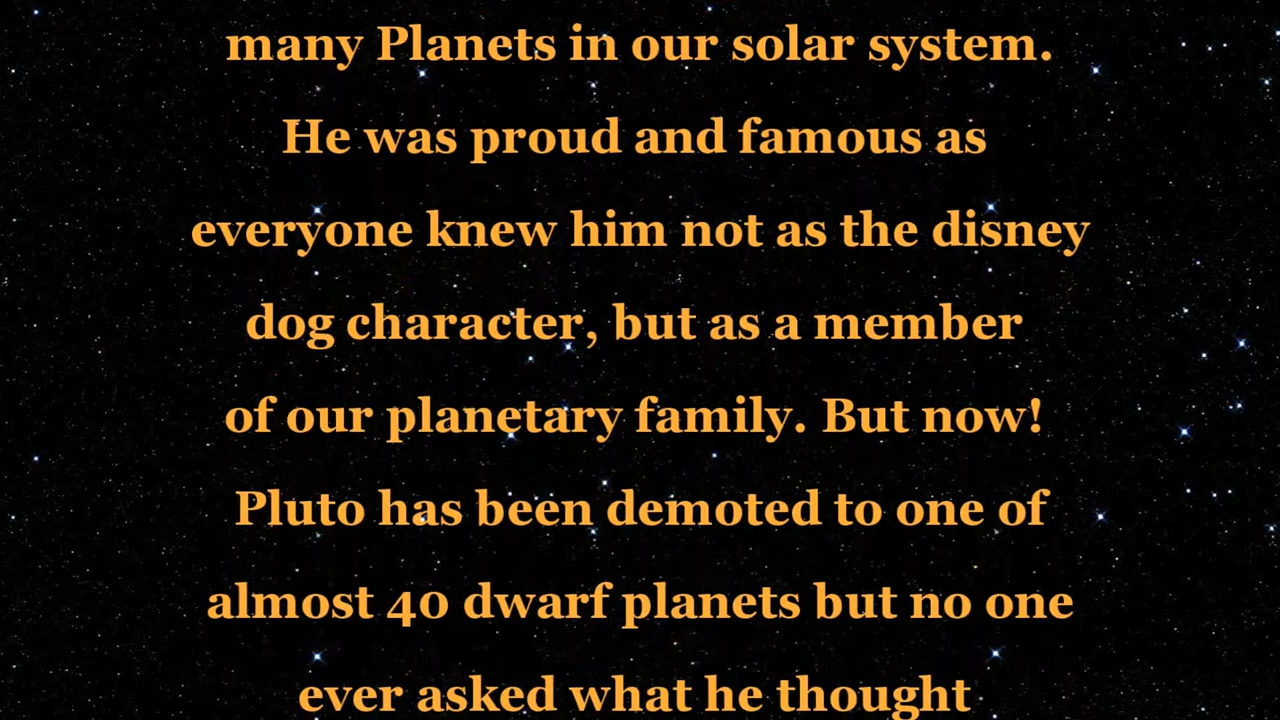 many Planets in our solar system.
He was proud and famous as
everyone knew him not as the disney
dog character, but as a member
of our planetary family. But now!
Pluto has been demoted to one of
almost 40 dwarf planets but no one
ever asked what he thought